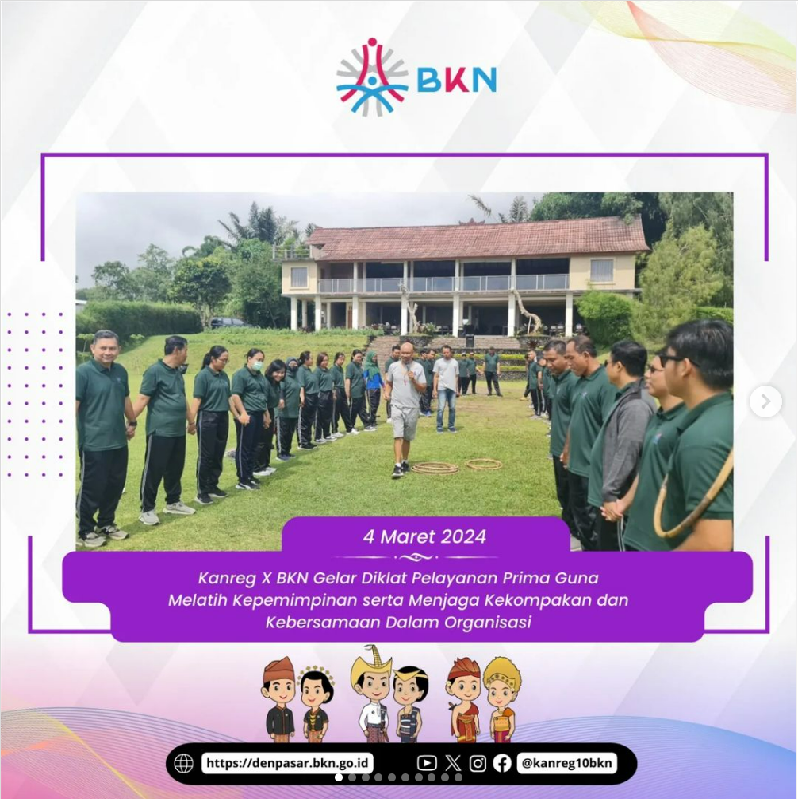 BKN
4 Maret 2024
Kanreg X BKN Gelar Diklat Pelayanan Prima Guna
Melatih Kepemimpinan serta Menjaga Kekompakan dan
Kebersamaan Dalam Organisasi
https://denpasar.bkn.go.id
@kanreg10bkn